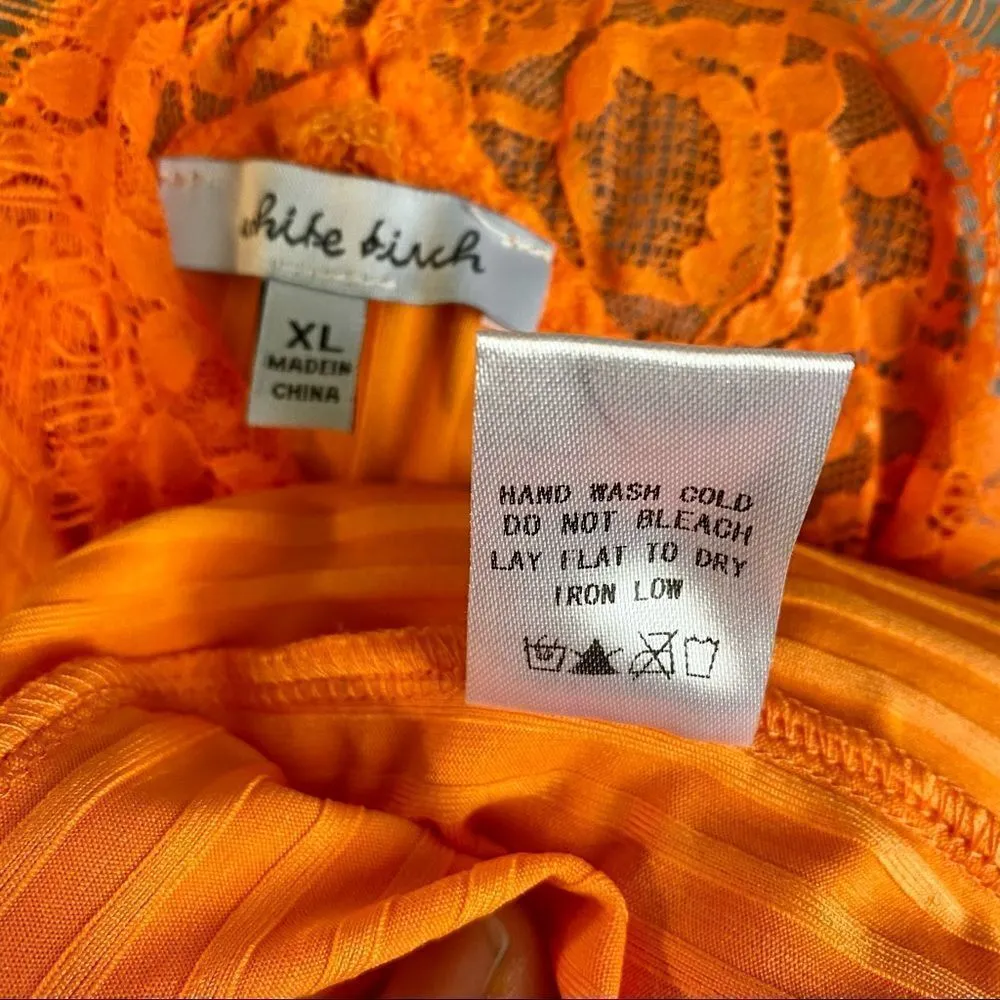 white birch
XL
MADE IN
CHINA
HAND WASH COLD
DO NOT BLEACH
LAY FLAT TO DRY
IRON LOW